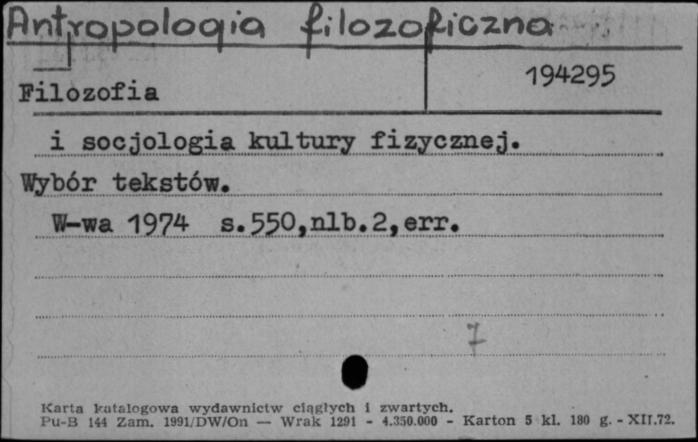 Antropologia filozoficzna
194295
Filozofia
i socjologia kultury fizycznej.
Wybór tekstów.
W-wa 1974 s.550,nlb.2,err.
7
Karta katalogowa wydawnictw ciągłych i zwartych.
Pu-B 144 Zam. 1991/DW/On — Wrak 1291 - 4.350.000 - Karton 5 kl. 180 g. - XII.72.